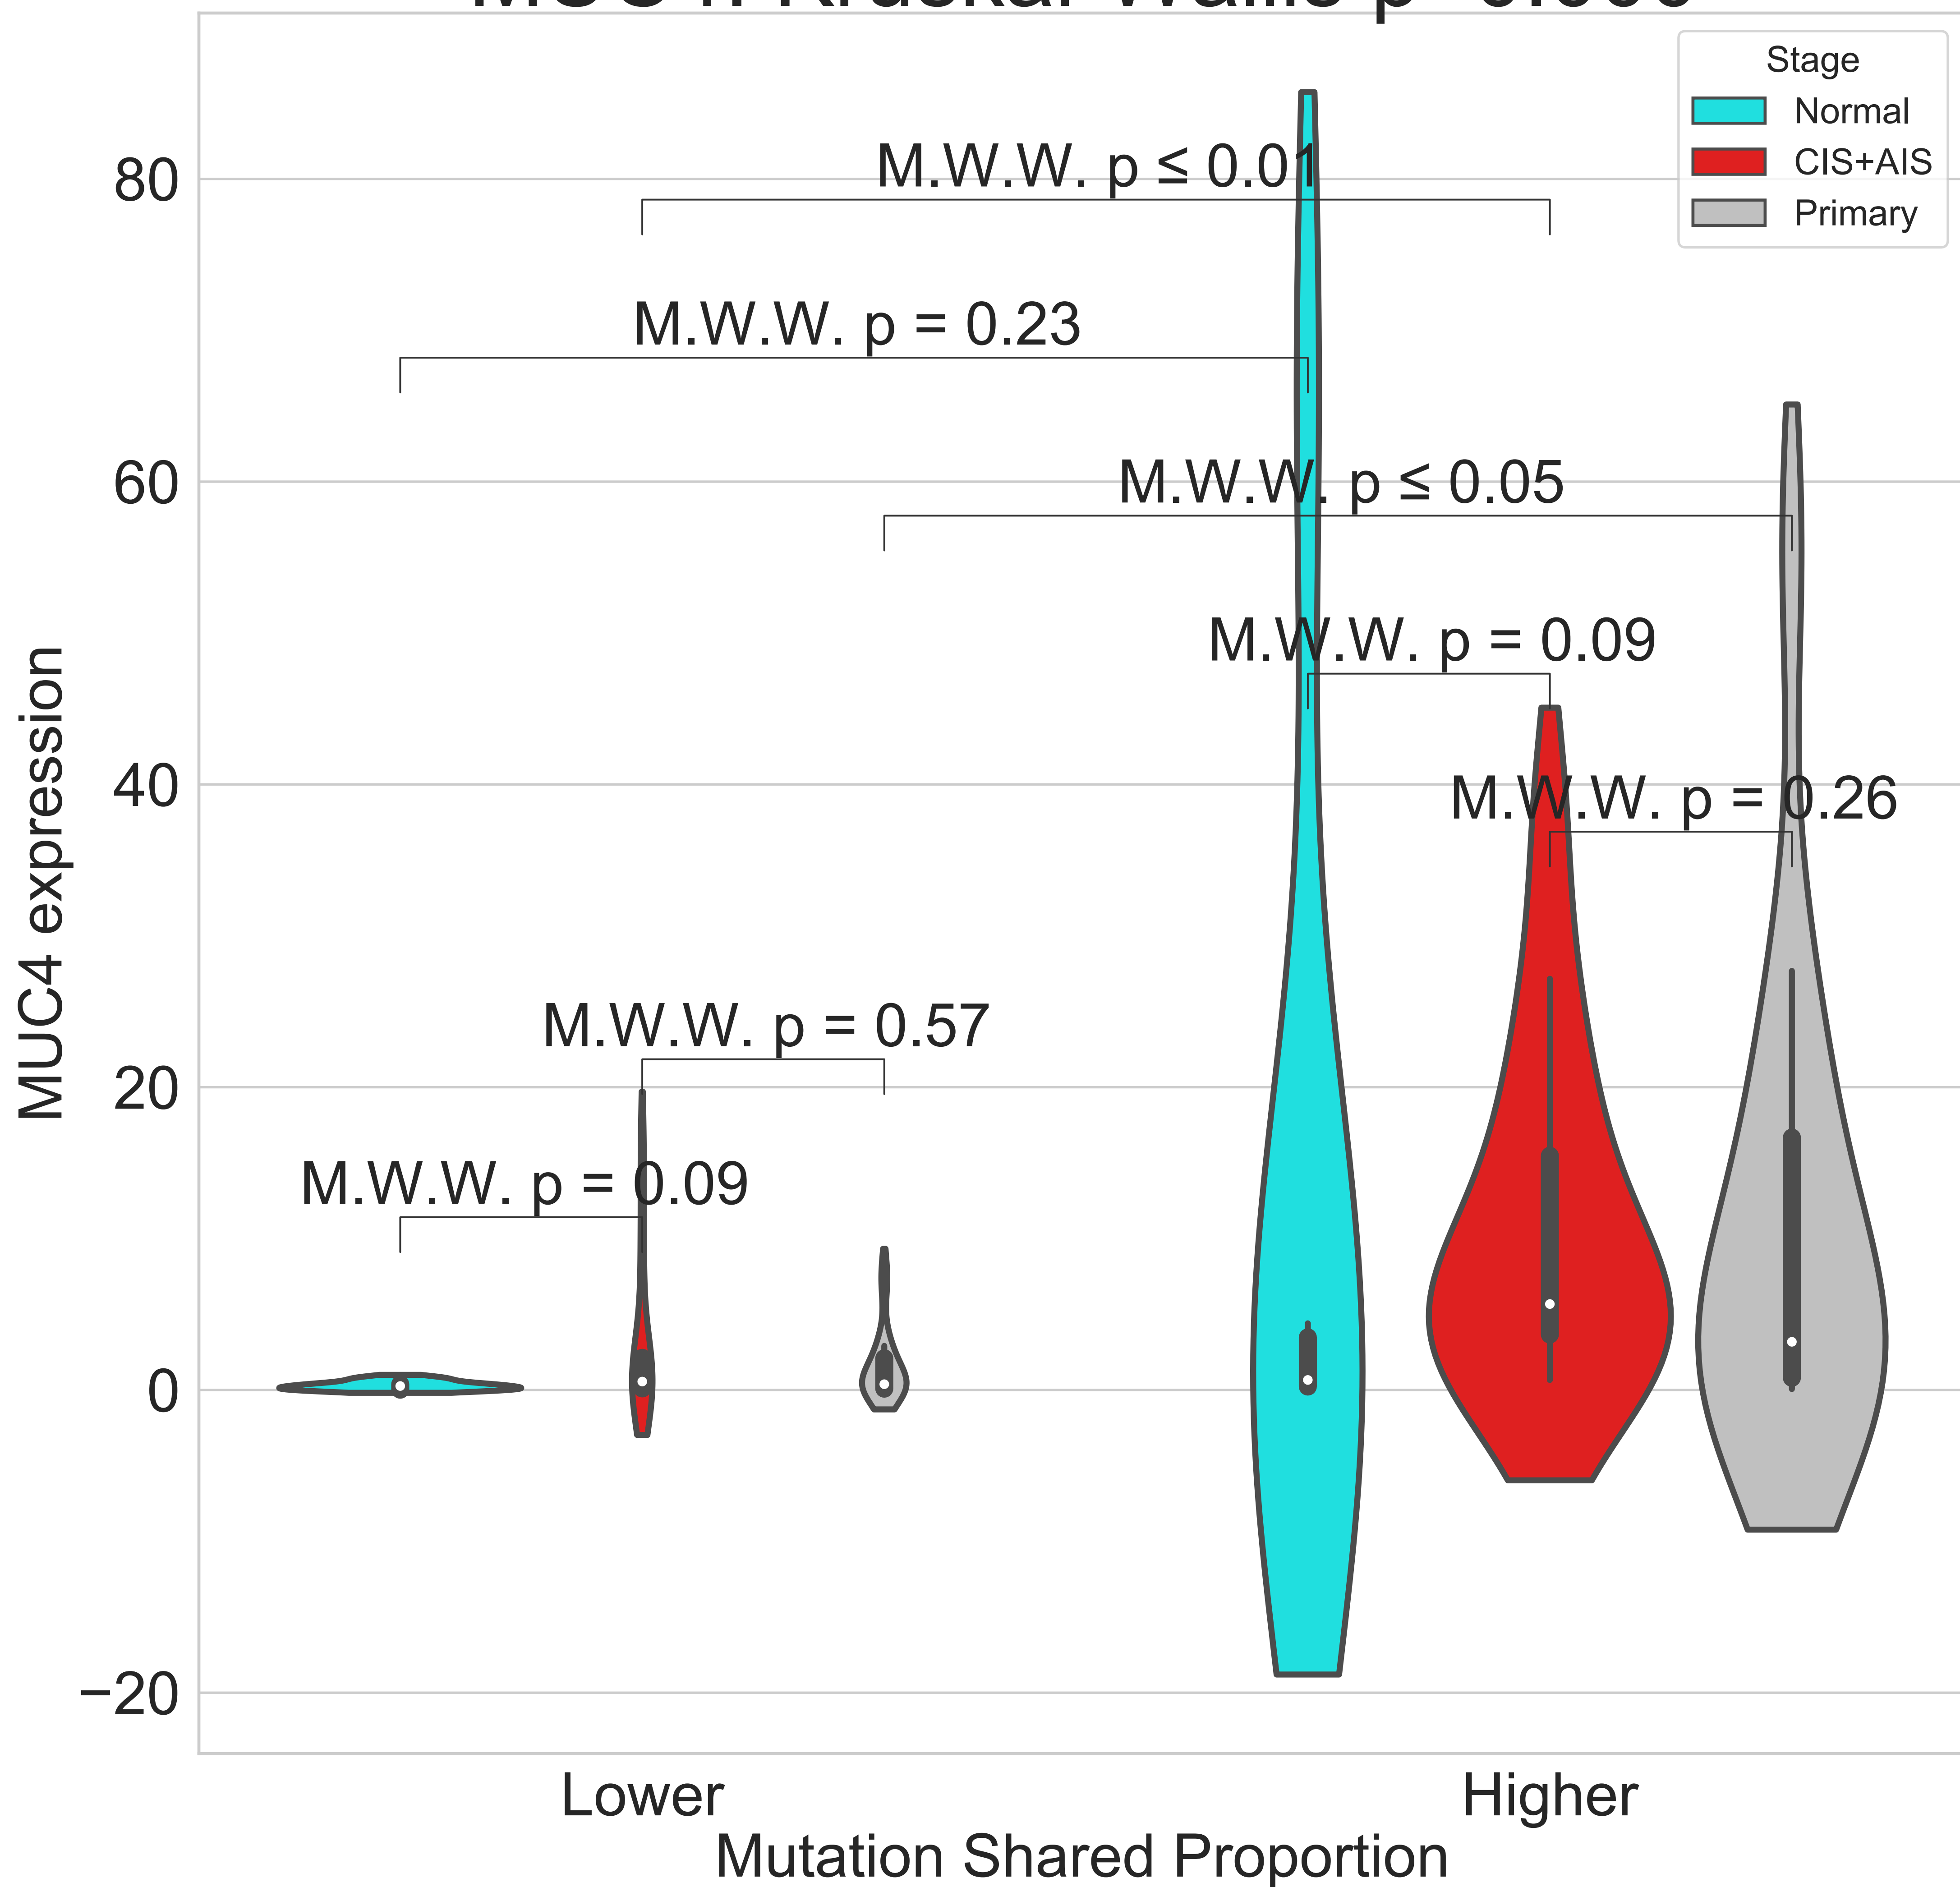 Stage
Normal
CIS+AIS
Primary
80
60
40
20
0
−20
MUC4 expression
M.W.W. p ≤ 0.01
M.W.W. p = 0.23
M.W.W. p ≤ 0.05
M.W.W. p = 0.09
M.W.W. p = 0.26
M.W.W. p = 0.57
M.W.W. p = 0.09
Lower
Higher
Mutation Shared Proportion